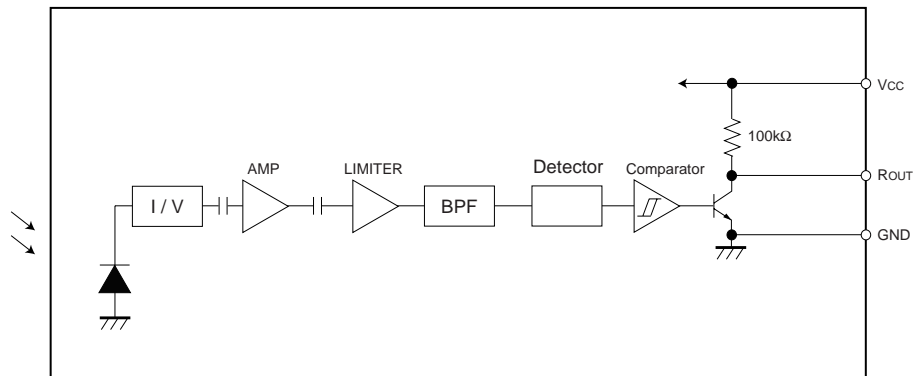 VCC
100kΩ
AMP
LIMITER
Detector
Comparator
ROUT
I / V
BPF
GND